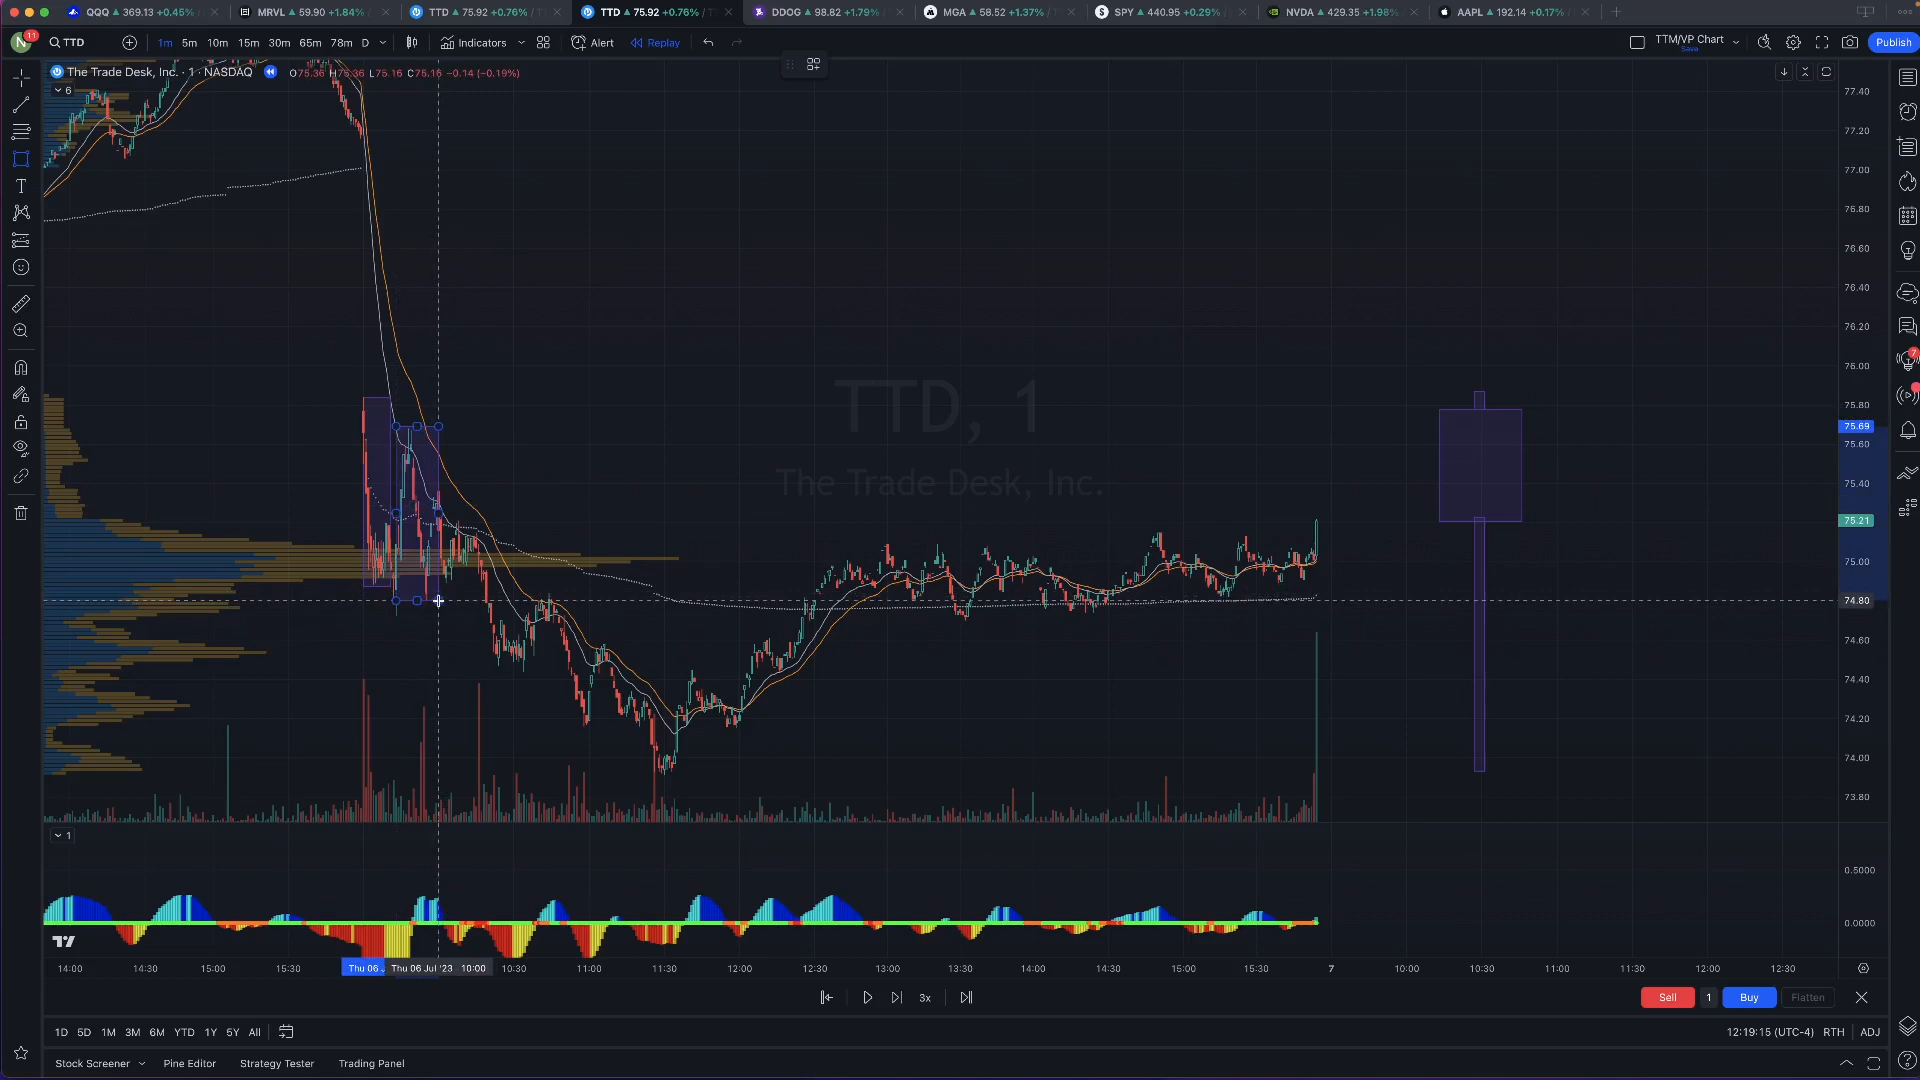 QQQ ▲ 369.13 +0.45%
MRVL ▲ 59.90 +1.84%
TTD ▲ 75.92 +0.76%
TTD ▲ 75.92 +0.76%
DDOG ▲ 98.82 +1.79%
MGA ▲ 58.52 +1.37%
SPY ▲ 440.95 +0.29%
NVDA ▲ 429.35 +1.98%
AAPL ▲ 192.14 +0.17%
N 11 TTD 1m 5m 10m 15m 30m 65m 78m D Indicators Alert Replay TTM/VP Chart Publish
Save
The Trade Desk, Inc. · 1 · NASDAQ O75.36 H75.36 L75.16 C75.16 −0.14 (−0.19%)
6
77.40
77.20
77.00
76.80
76.60
76.40
76.20
76.00
75.80
75.69
75.60
75.40
75.21
75.00
74.80
74.60
74.40
74.20
74.00
73.80
7
TTD, 1
The Trade Desk, Inc.
1
0.5000
0.0000
14:00 14:30 15:00 15:30 Thu 06 Thu 06 Jul '23 10:00 10:30 11:00 11:30 12:00 12:30 13:00 13:30 14:00 14:30 15:00 15:30 7 10:00 10:30 11:00 11:30 12:00 12:30
3x Sell 1 Buy Flatten
1D 5D 1M 3M 6M YTD 1Y 5Y All 12:19:15 (UTC-4) RTH ADJ
Stock Screener Pine Editor Strategy Tester Trading Panel